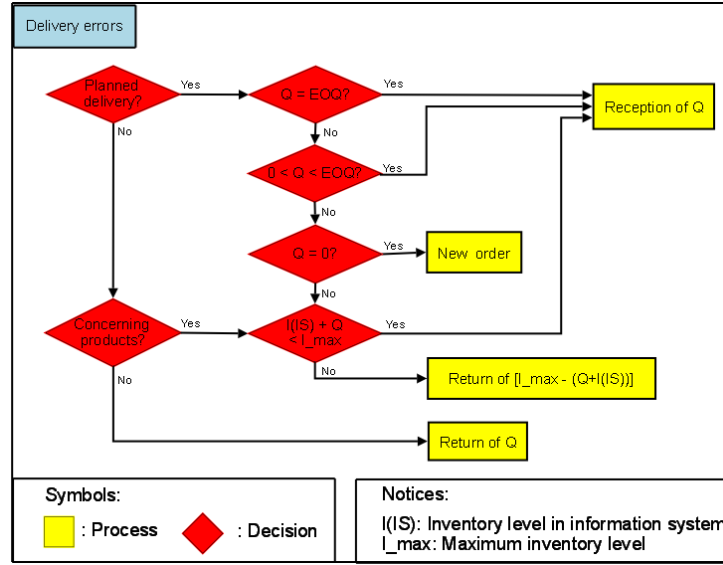 Delivery errors
Planned
delivery?
Yes
Q = EOQ?
Yes
Reception of Q
No
No
0 < Q < EOQ?
Yes
No
Q = 0?
Yes
New order
No
Concerning
products?
Yes
I(IS) + Q
< I_max
Yes
No
No
Return of [I_max - (Q+I(IS))]
Return of Q
Symbols:
: Process
: Decision
Notices:
I(IS): Inventory level in information system
I_max: Maximum inventory level